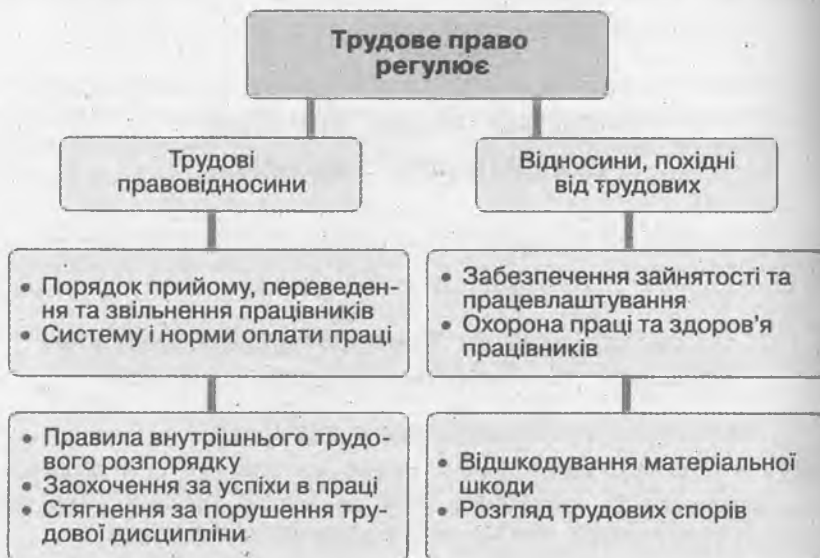 Трудове право
регулює
Трудові
правовідносини
Відносини, похідні
від трудових
• Порядок прийому, переведен-
ня та звільнення працівників
• Систему і норми оплати праці
• Забезпечення зайнятості та
працевлаштування
• Охорона праці та здоров'я
працівників
• Правила внутрішнього трудо-
вого розпорядку
• Заохочення за успіхи в праці
• Стягнення за порушення тру-
дової дисципліни
• Відшкодування матеріальної
шкоди
• Розгляд трудових спорів